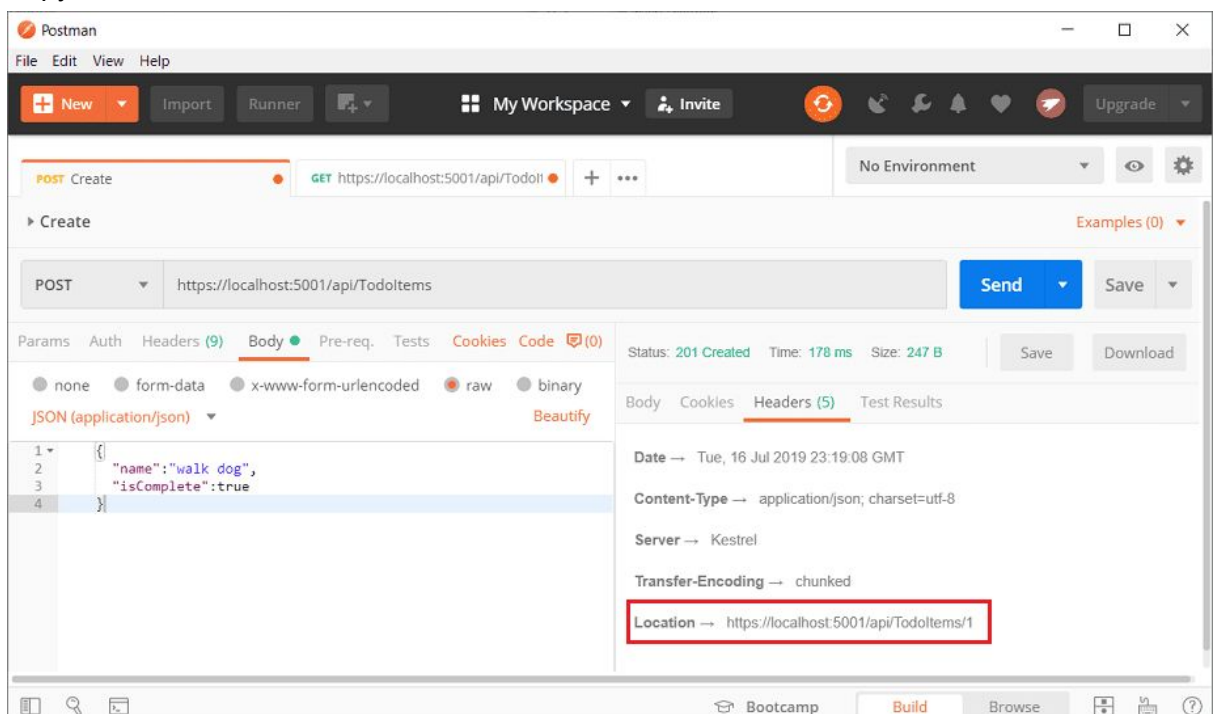 Postman
File Edit View Help
New Import Runner My Workspace Invite Upgrade
POST Create GET https://localhost:5001/api/TodoIt No Environment
Create Examples (0)
POST https://localhost:5001/api/TodoItems Send Save
Params Auth Headers (9) Body Pre-req. Tests Cookies Code (0)
Status: 201 Created Time: 178 ms Size: 247 B Save Download
none form-data x-www-form-urlencoded raw binary
JSON (application/json) Beautify
Body Cookies Headers (5) Test Results
1 {
2 "name":"walk dog",
3 "isComplete":true
4 }
Date → Tue, 16 Jul 2019 23:19:08 GMT
Content-Type → application/json; charset=utf-8
Server → Kestrel
Transfer-Encoding → chunked
Location → https://localhost:5001/api/TodoItems/1
Bootcamp Build Browse